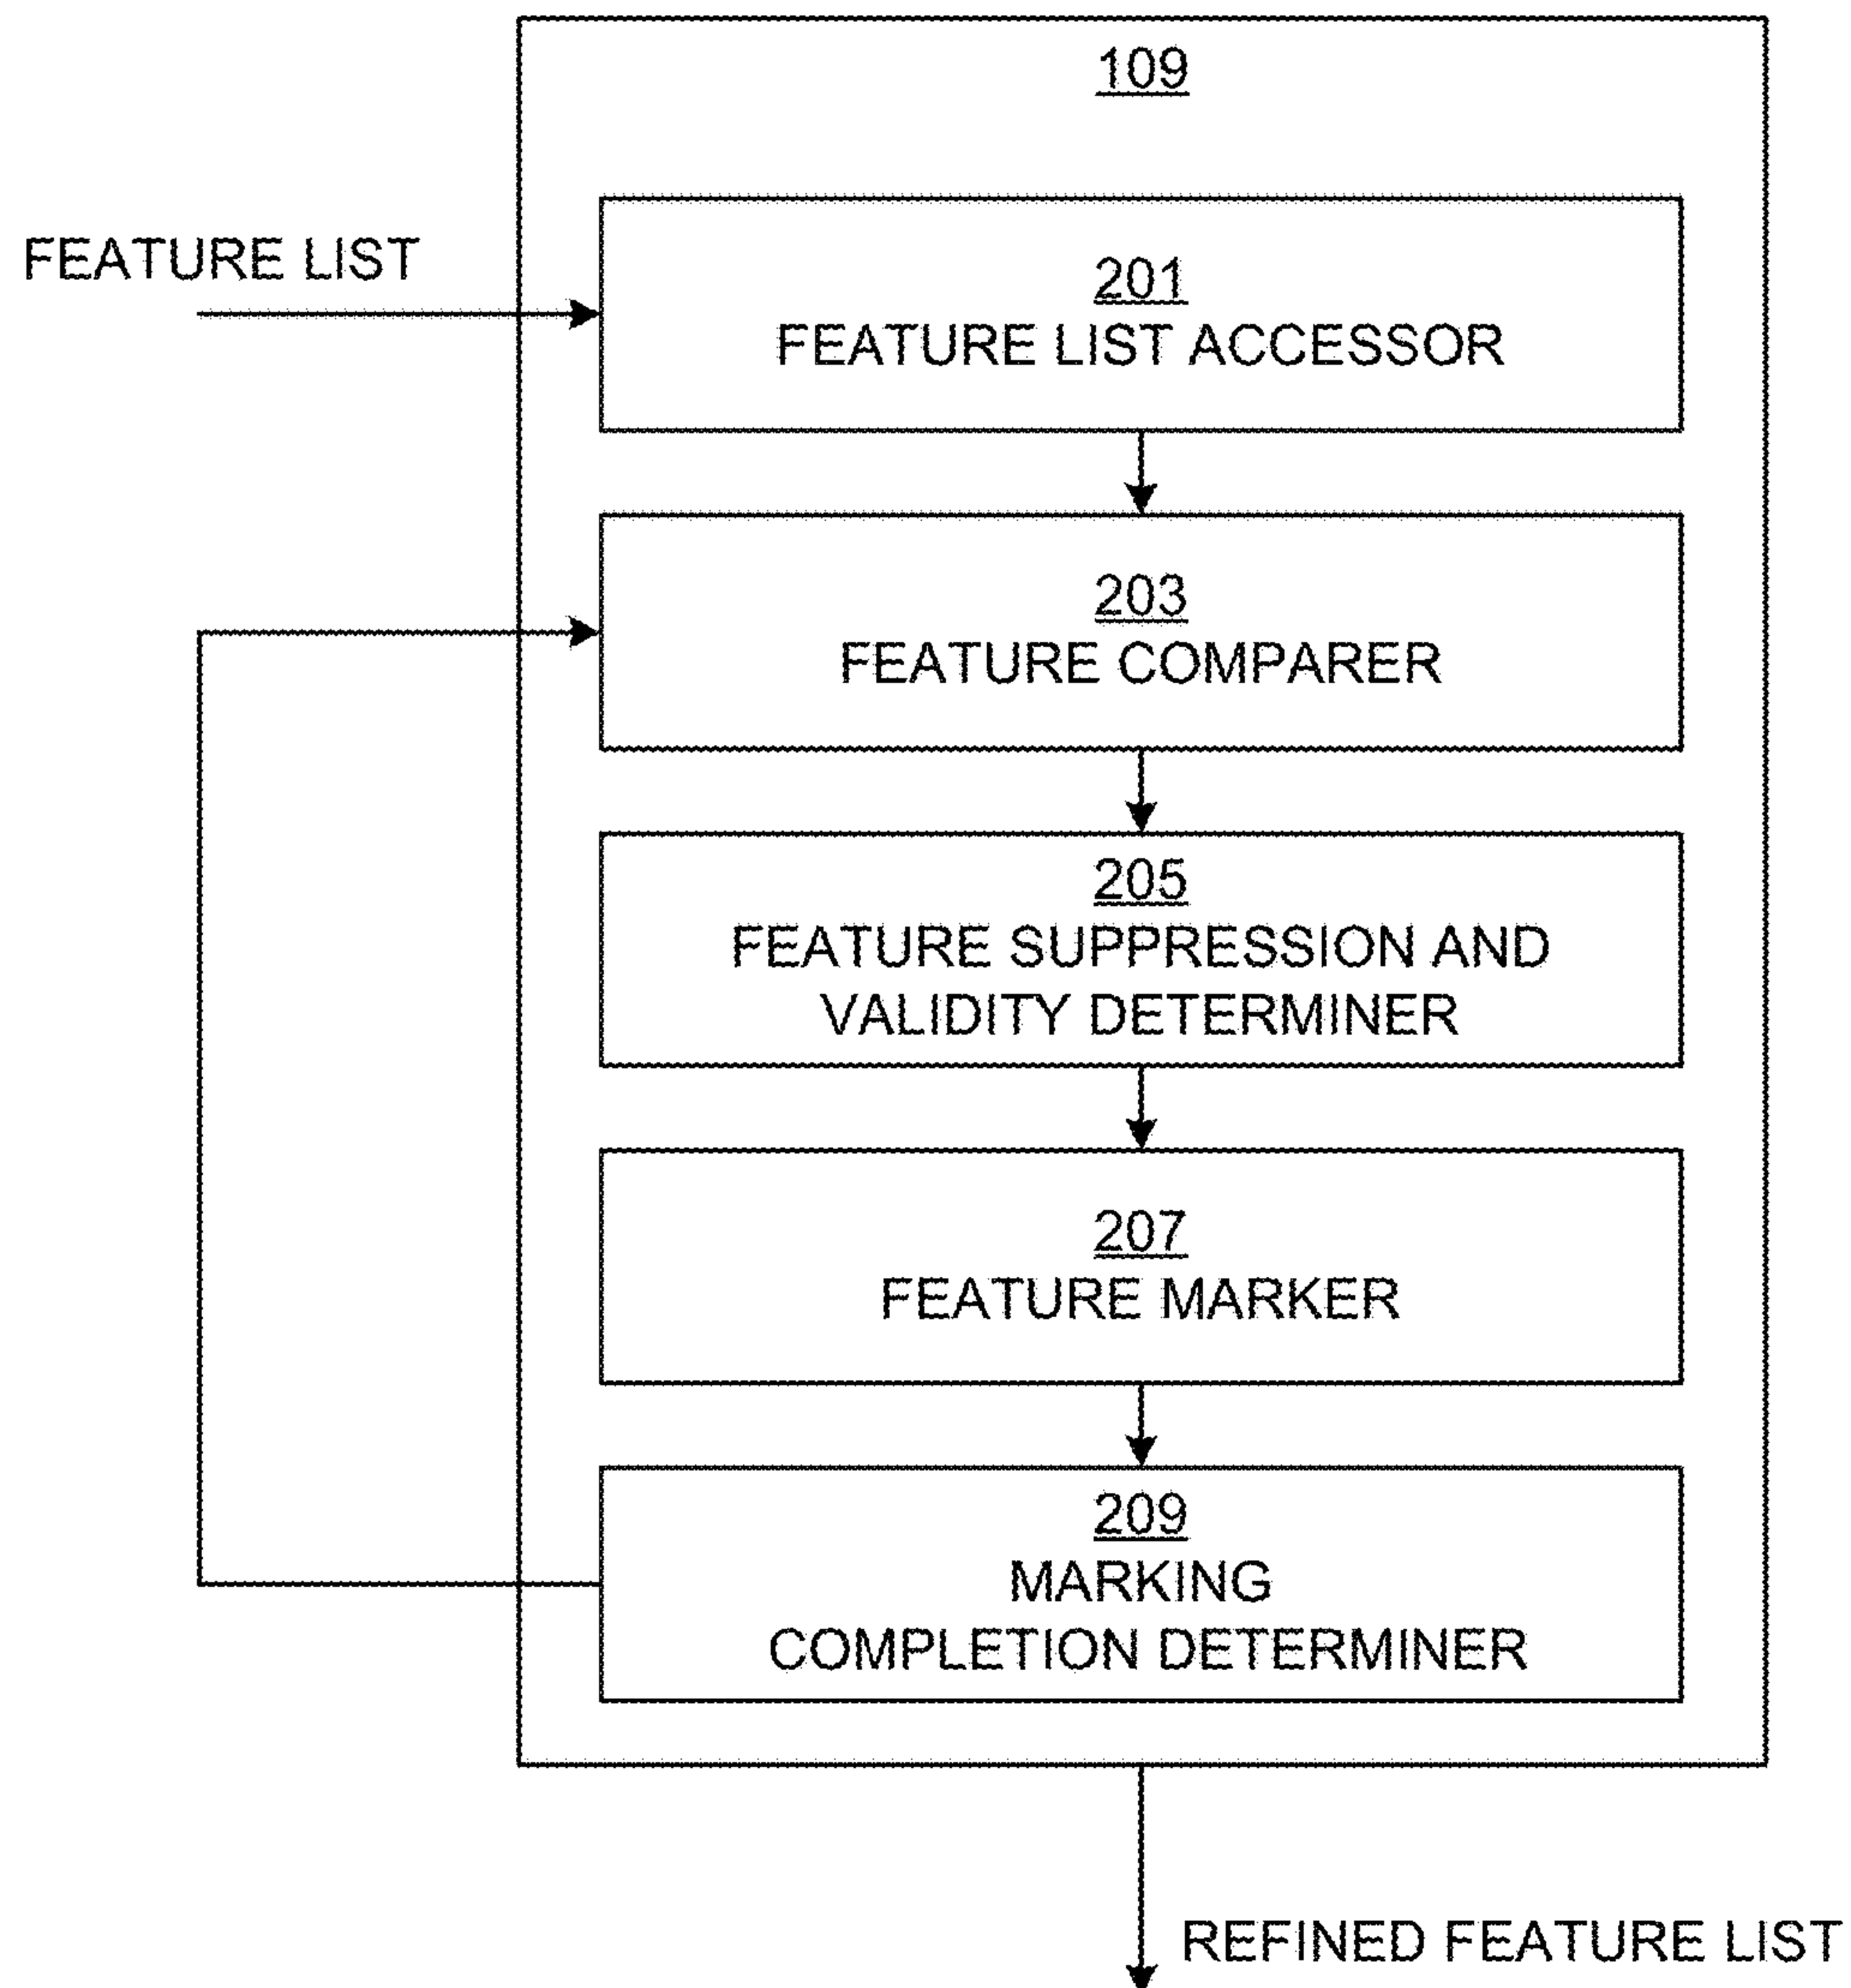 109
FEATURE LIST
201
FEATURE LIST ACCESSOR
203
FEATURE COMPARER
205
FEATURE SUPPRESSION AND
VALIDITY DETERMINER
207
FEATURE MARKER
209
MARKING
COMPLETION DETERMINER
REFINED FEATURE LIST